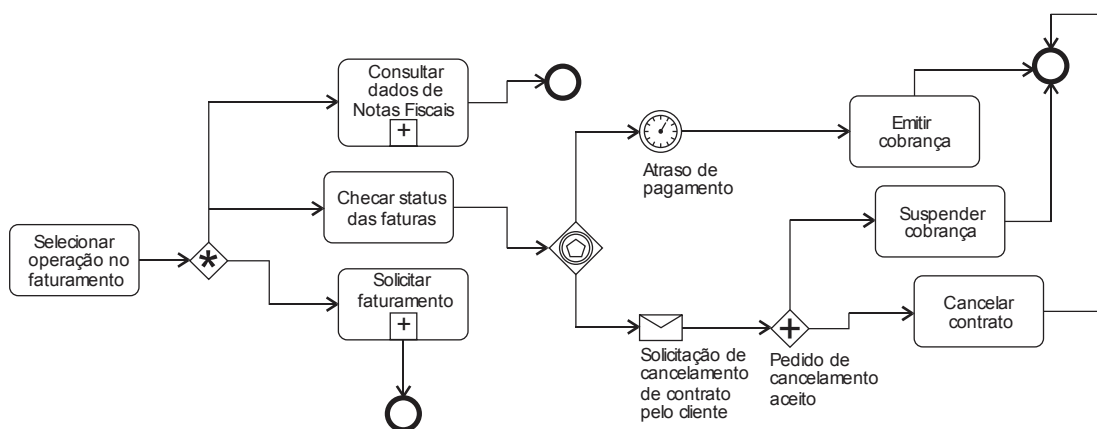 Selecionar
operação no
faturamento
Consultar
dados de
Notas Fiscais
Checar status
das faturas
Solicitar
faturamento
Atraso de
pagamento
Emitir
cobrança
Suspender
cobrança
Cancelar
contrato
Solicitação de
cancelamento
de contrato
pelo cliente
Pedido de
cancelamento
aceito